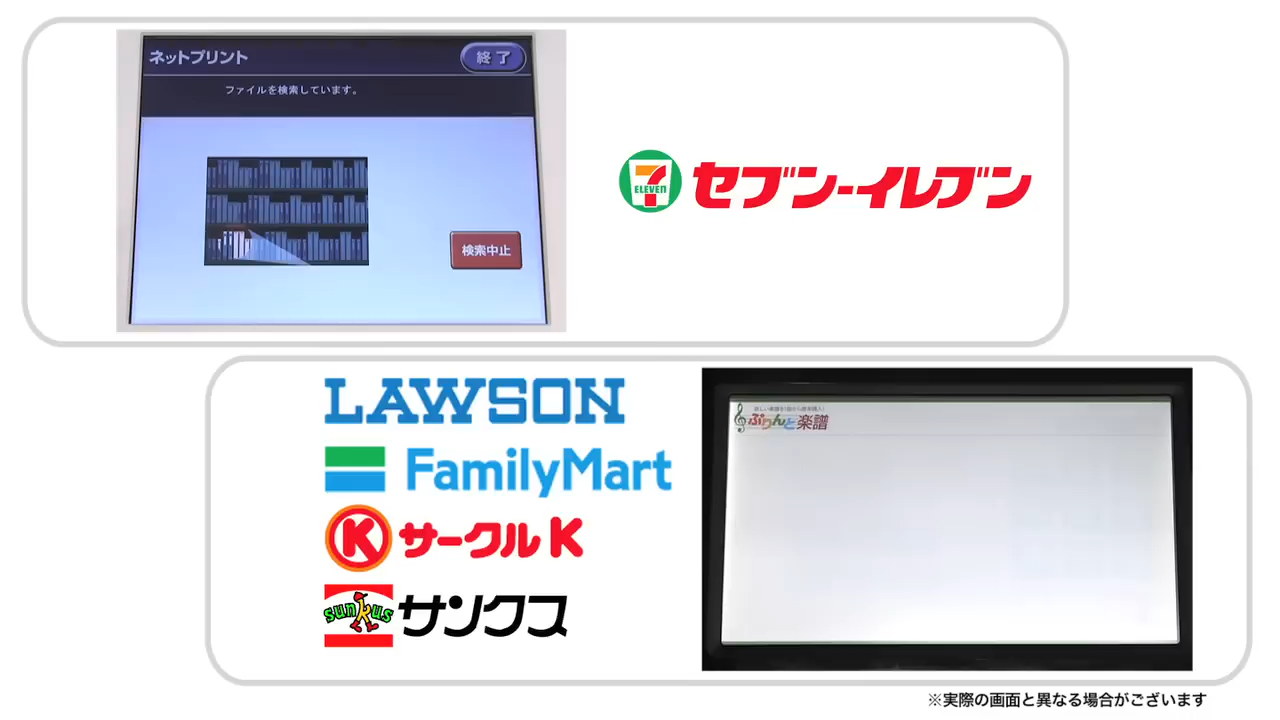 ネットプリント
終了
ファイルを検索しています。
検索中止
7
ELEVEN
セブン-イレブン
LAWSON
FamilyMart
K
サークルK
sunkus
サンクス
ぷりんと楽譜
※実際の画面と異なる場合がございます